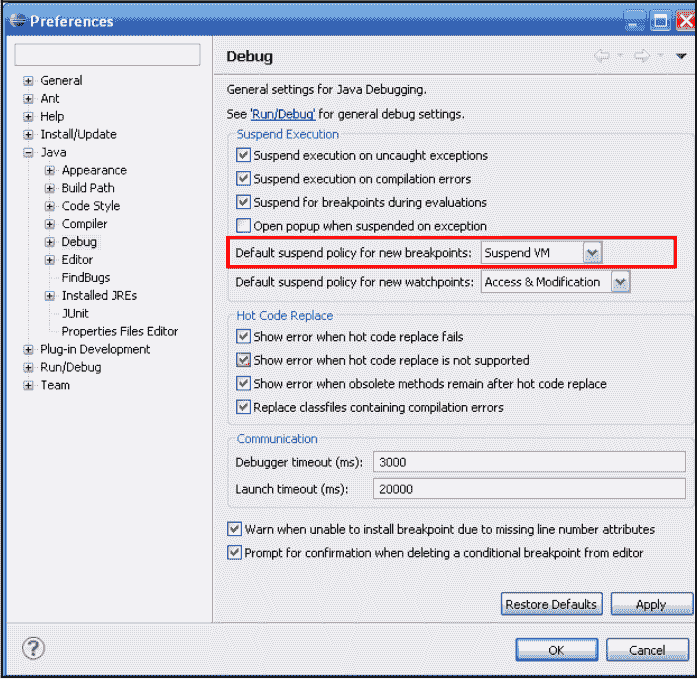 Preferences
Debug
General
Ant
Help
Install/Update
Java
Appearance
Build Path
Code Style
Compiler
Debug
Editor
FindBugs
Installed JREs
JUnit
Properties Files Editor
Plug-in Development
Run/Debug
Team
General settings for Java Debugging.
See 'Run/Debug' for general debug settings.
Suspend Execution
Suspend execution on uncaught exceptions
Suspend execution on compilation errors
Suspend for breakpoints during evaluations
Open popup when suspended on exception
Default suspend policy for new breakpoints: Suspend VM
Default suspend policy for new watchpoints: Access & Modification
Hot Code Replace
Show error when hot code replace fails
Show error when hot code replace is not supported
Show error when obsolete methods remain after hot code replace
Replace classfiles containing compilation errors
Communication
Debugger timeout (ms): 3000
Launch timeout (ms): 20000
Warn when unable to install breakpoint due to missing line number attributes
Prompt for confirmation when deleting a conditional breakpoint from editor
Restore Defaults Apply
? OK Cancel